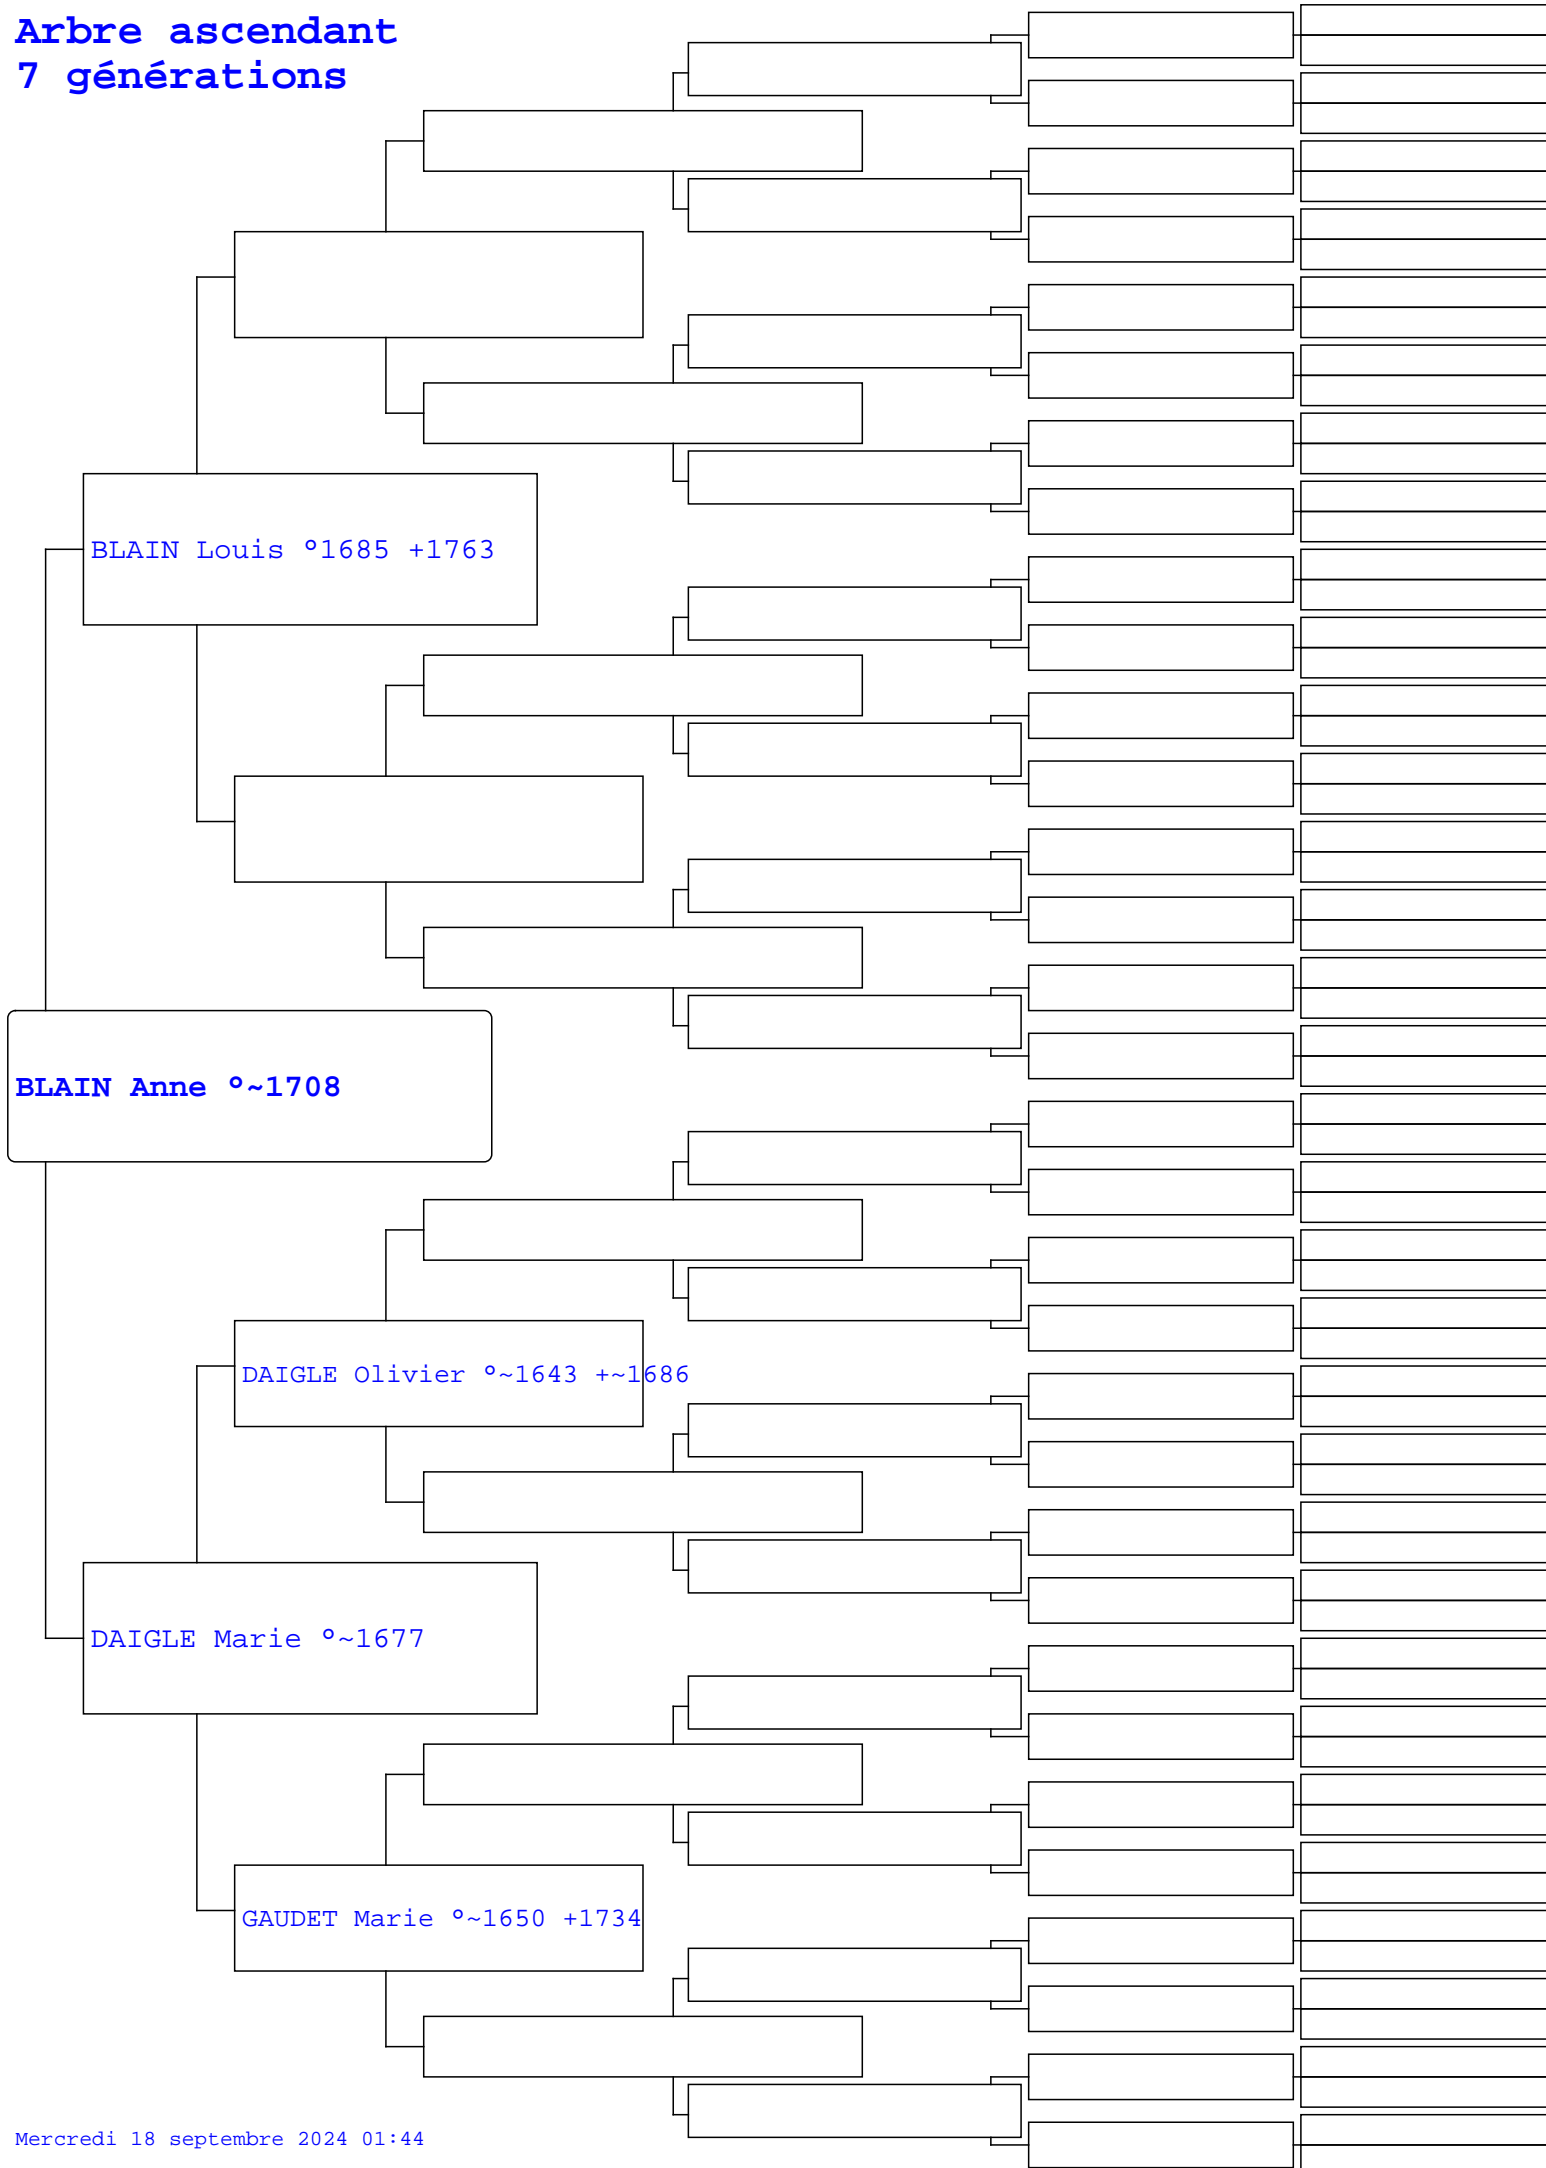 Arbre ascendant
7 générations
BLAIN Louis °1685 +1763
BLAIN Anne °~1708
DAIGLE Olivier °~1643 +~1686
DAIGLE Marie °~1677
GAUDET Marie °~1650 +1734
Mercredi 18 septembre 2024 01:44